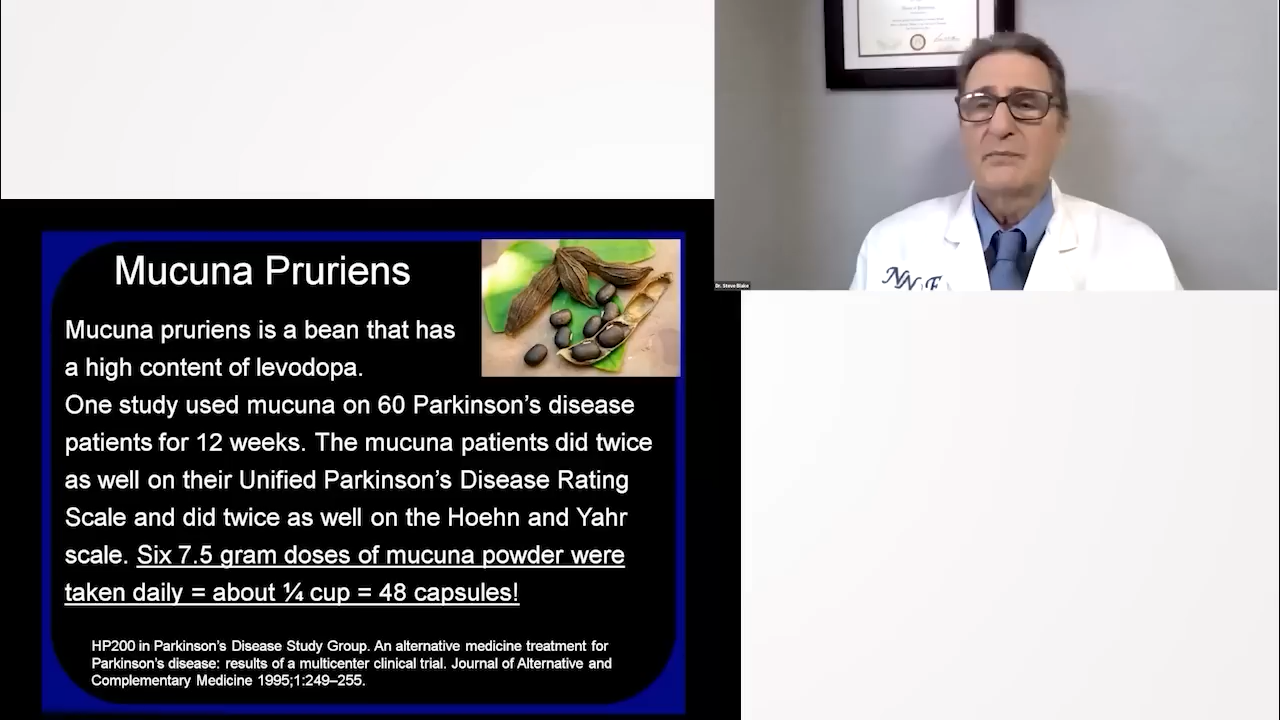 Dr. Steve Blake
Mucuna Pruriens
Mucuna pruriens is a bean that has
a high content of levodopa.
One study used mucuna on 60 Parkinson’s disease
patients for 12 weeks. The mucuna patients did twice
as well on their Unified Parkinson’s Disease Rating
Scale and did twice as well on the Hoehn and Yahr
scale. Six 7.5 gram doses of mucuna powder were
taken daily = about ¼ cup = 48 capsules!
HP200 in Parkinson’s Disease Study Group. An alternative medicine treatment for
Parkinson’s disease: results of a multicenter clinical trial. Journal of Alternative and
Complementary Medicine 1995;1:249–255.